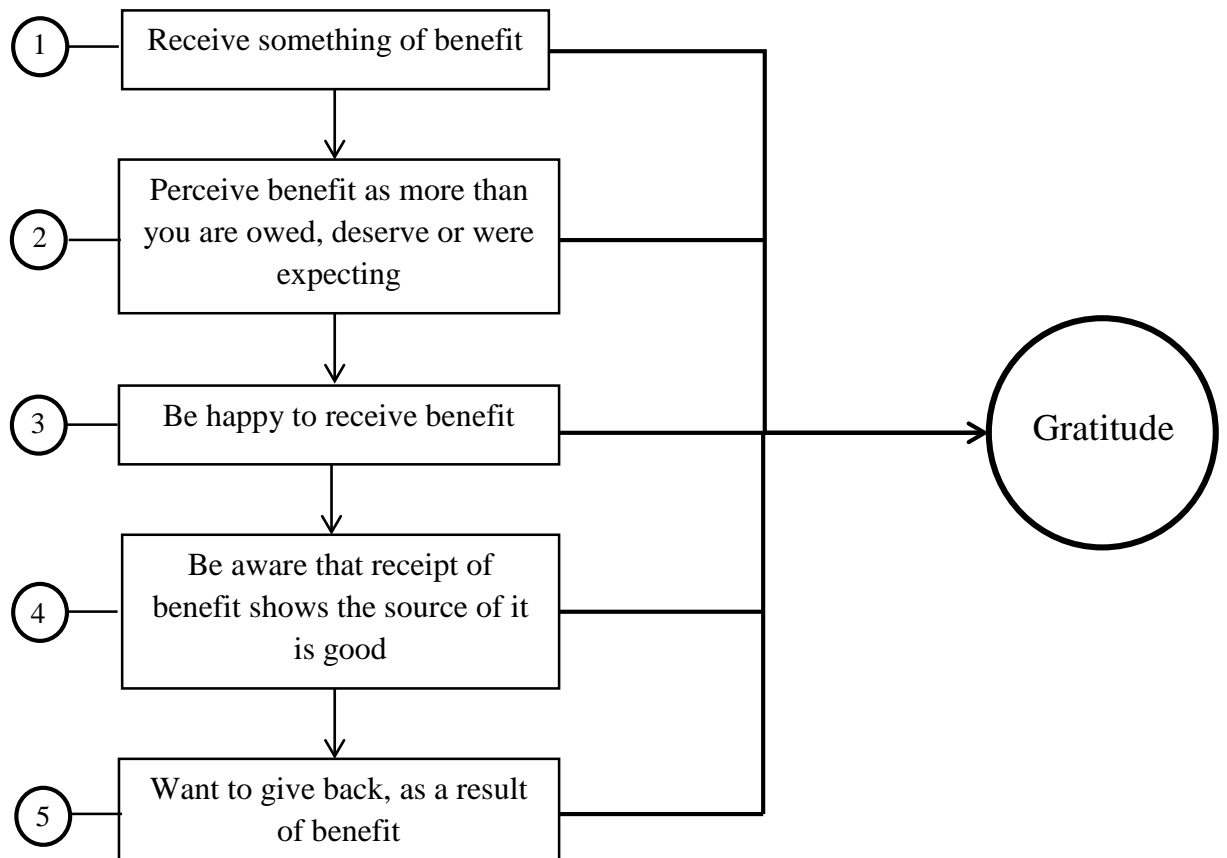 1
Receive something of benefit
2
Perceive benefit as more than
you are owed, deserve or were
expecting
3
Be happy to receive benefit
Gratitude
4
Be aware that receipt of
benefit shows the source of it
is good
5
Want to give back, as a result
of benefit